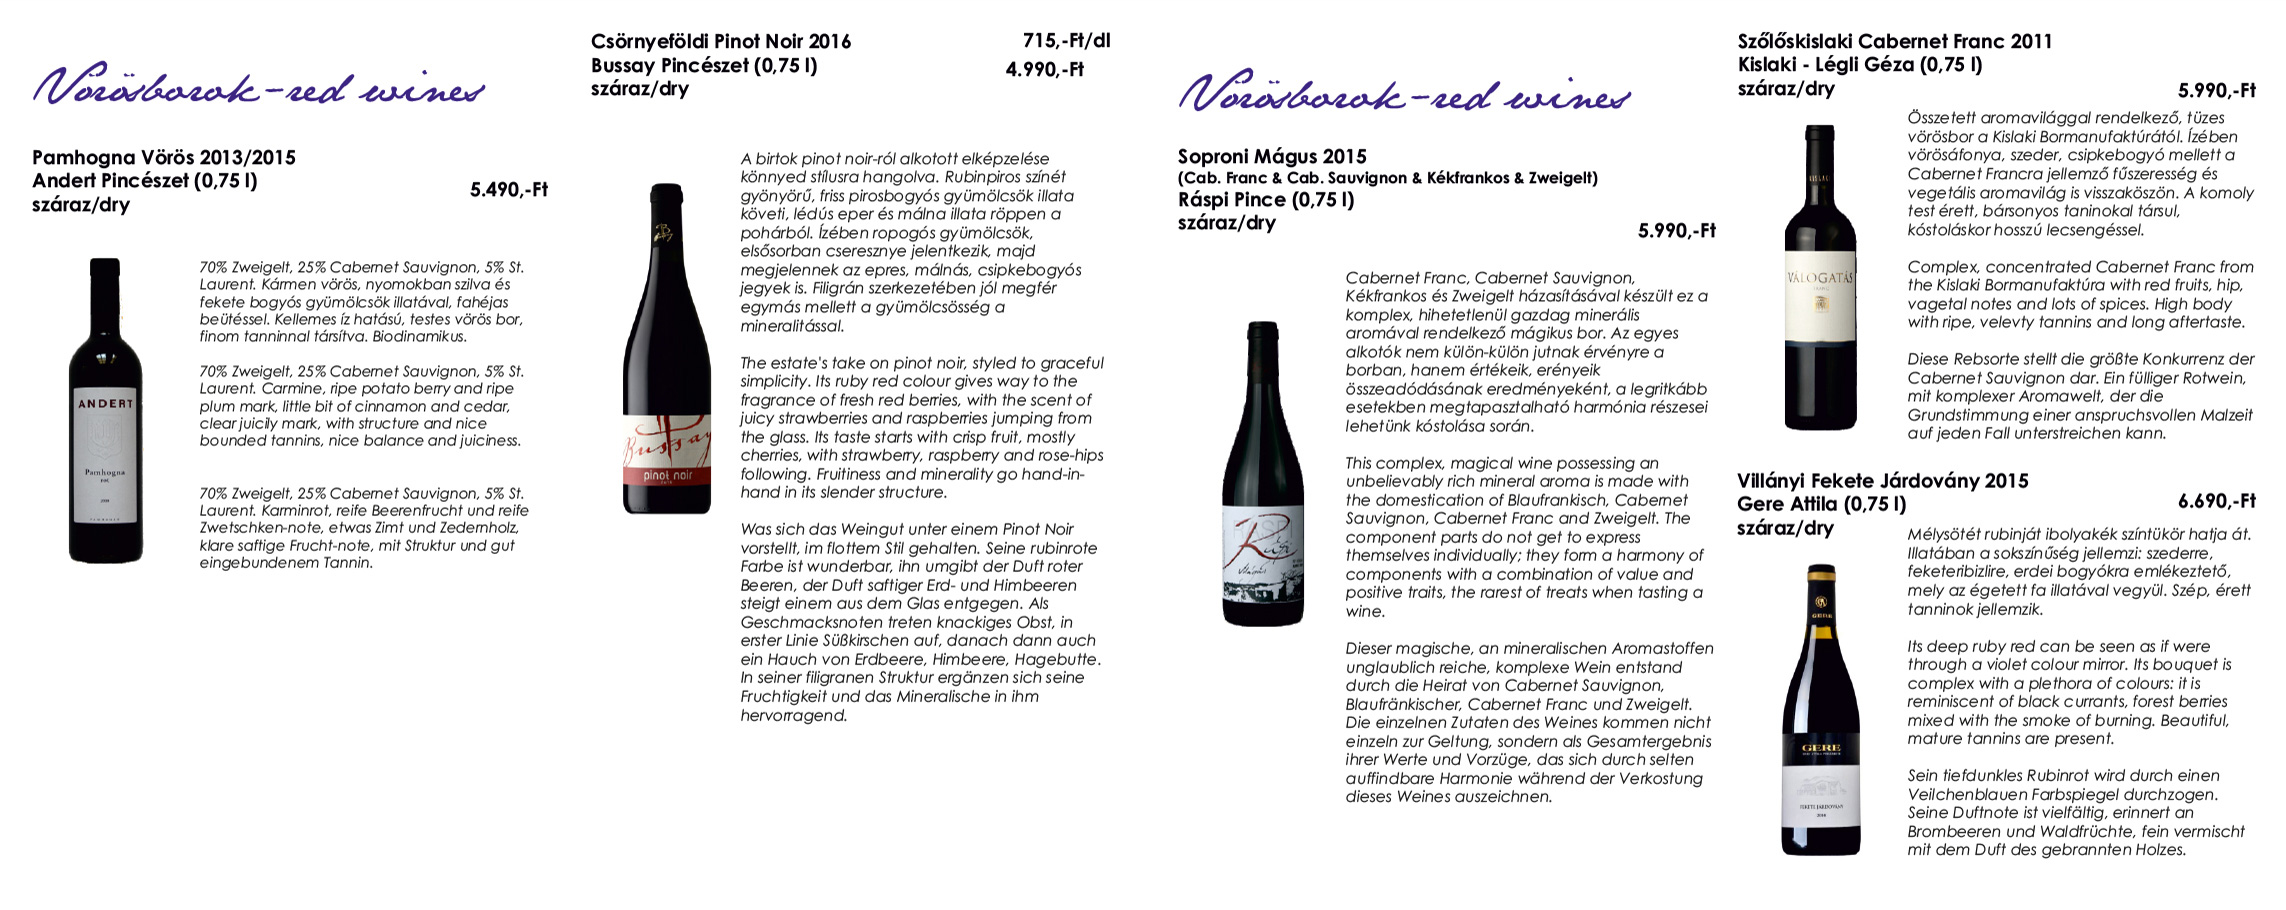 Vörösborok-red wines
Pamhogna Vörös 2013/2015
Andert Pincészet (0,75 l)
száraz/dry
5.490,-Ft
70% Zweigelt, 25% Cabernet Sauvignon, 5% St.
Laurent. Kármen vörös, nyomokban szilva és
fekete bogyós gyümölcsök illatával, fahéjas
beütéssel. Kellemes íz hatású, testes vörös bor,
finom tanninnal társítva. Biodinamikus.
70% Zweigelt, 25% Cabernet Sauvignon, 5% St.
Laurent. Carmine, ripe potato berry and ripe
plum mark, little bit of cinnamon and cedar,
clear juicily mark, with structure and nice
bounded tannins, nice balance and juiciness.
70% Zweigelt, 25% Cabernet Sauvignon, 5% St.
Laurent. Karminrot, reife Beerenfrucht und reife
Zwetschken-note, etwas Zimt und Zedernholz,
klare saftige Frucht-note, mit Struktur und gut
eingebundenem Tannin.
ANDERT
Pamhogna
Csörnyeföldi Pinot Noir 2016
Bussay Pincészet (0,75 l)
száraz/dry
715,-Ft/dl
4.990,-Ft
A birtok pinot noir-ról alkotott elképzelése
könnyed stílusra hangolva. Rubinpiros színét
gyönyörű, friss pirosbogyós gyümölcsök illata
követi, lédús eper és málna illata röppen a
pohárból. Ízében ropogós gyümölcsök,
elsősorban cseresznye jelentkezik, majd
megjelennek az epres, málnás, csipkebogyós
jegyek is. Filigrán szerkezetében jól megfér
egymás mellett a gyümölcsösség a
mineralitással.
The estate's take on pinot noir, styled to graceful
simplicity. Its ruby red colour gives way to the
fragrance of fresh red berries, with the scent of
juicy strawberries and raspberries jumping from
the glass. Its taste starts with crisp fruit, mostly
cherries, with strawberry, raspberry and rose-hips
following. Fruitiness and minerality go hand-in-
hand in its slender structure.
Was sich das Weingut unter einem Pinot Noir
vorstellt, im flottem Stil gehalten. Seine rubinrote
Farbe ist wunderbar, ihn umgibt der Duft roter
Beeren, der Duft saftiger Erd- und Himbeeren
steigt einem aus dem Glas entgegen. Als
Geschmacksnoten treten knackiges Obst, in
erster Linie Süßkirschen auf, danach dann auch
ein Hauch von Erdbeere, Himbeere, Hagebutte.
In seiner filigranen Struktur ergänzen sich seine
Fruchtigkeit und das Mineralische in ihm
hervorragend.
Bussay
pinot noir
Vörösborok-red wines
Soproni Mágus 2015
(Cab. Franc & Cab. Sauvignon & Kékfrankos & Zweigelt)
Ráspi Pince (0,75 l)
száraz/dry
5.990,-Ft
Cabernet Franc, Cabernet Sauvignon,
Kékfrankos és Zweigelt házasításával készült ez a
komplex, hihetetlenül gazdag minerális
aromával rendelkező mágikus bor. Az egyes
alkotók nem külön-külön jutnak érvényre a
borban, hanem értékeik, erényeik
összeadódásának eredményeként, a legritkább
esetekben megtapasztalható harmónia részesei
lehetünk kóstolása során.
This complex, magical wine possessing an
unbelievably rich mineral aroma is made with
the domestication of Blaufrankisch, Cabernet
Sauvignon, Cabernet Franc and Zweigelt. The
component parts do not get to express
themselves individually; they form a harmony of
components with a combination of value and
positive traits, the rarest of treats when tasting a
wine.
Dieser magische, an mineralischen Aromastoffen
unglaublich reiche, komplexe Wein entstand
durch die Heirat von Cabernet Sauvignon,
Blaufränkischer, Cabernet Franc und Zweigelt.
Die einzelnen Zutaten des Weines kommen nicht
einzeln zur Geltung, sondern als Gesamtergebnis
ihrer Werte und Vorzüge, das sich durch selten
auffindbare Harmonie während der Verkostung
dieses Weines auszeichnen.
Szőlőskislaki Cabernet Franc 2011
Kislaki - Légli Géza (0,75 l)
száraz/dry
5.990,-Ft
Összetett aromavilággal rendelkező, tüzes
vörösbor a Kislaki Bormanufaktúrától. Ízében
vörösáfonya, szeder, csipkebogyó mellett a
Cabernet Francra jellemző fűszeresség és
vegetális aromavilág is visszaköszön. A komoly
test érett, bársonyos taninokal társul,
kóstoláskor hosszú lecsengéssel.
Complex, concentrated Cabernet Franc from
the Kislaki Bormanufaktúra with red fruits, hip,
vagetal notes and lots of spices. High body
with ripe, velevty tannins and long aftertaste.
Diese Rebsorte stellt die größte Konkurrenz der
Cabernet Sauvignon dar. Ein fülliger Rotwein,
mit komplexer Aromawelt, der die
Grundstimmung einer anspruchsvollen Malzeit
auf jeden Fall unterstreichen kann.
VÁLOGATÁS
Villányi Fekete Járdovány 2015
Gere Attila (0,75 l)
száraz/dry
6.690,-Ft
Mélysötét rubinját ibolyakék színtükör hatja át.
Illatában a sokszínűség jellemzi: szederre,
feketeribizlire, erdei bogyókra emlékeztető,
mely az égetett fa illatával vegyül. Szép, érett
tanninok jellemzik.
Its deep ruby red can be seen as if were
through a violet colour mirror. Its bouquet is
complex with a plethora of colours: it is
reminiscent of black currants, forest berries
mixed with the smoke of burning. Beautiful,
mature tannins are present.
Sein tiefdunkles Rubinrot wird durch einen
Veilchenblauen Farbspiegel durchzogen.
Seine Duftnote ist vielfältig, erinnert an
Brombeeren und Waldfrüchte, fein vermischt
mit dem Duft des gebrannten Holzes.
GERE
GERE
FEKETE JÁRDOVÁNY